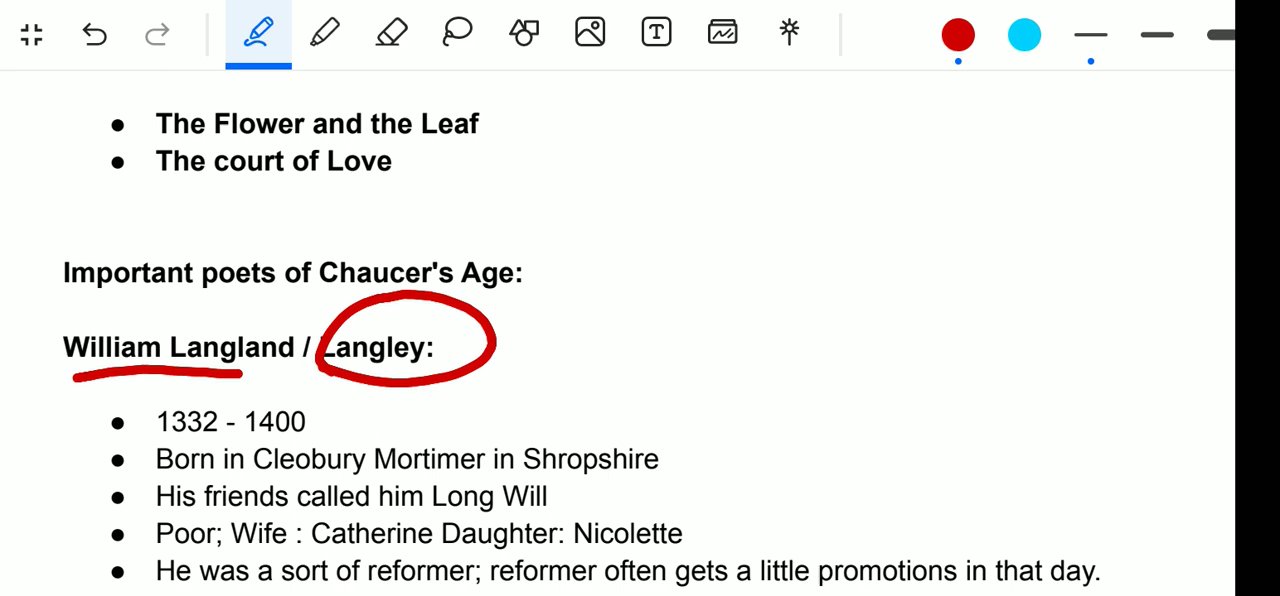 ● The Flower and the Leaf
● The court of Love
Important poets of Chaucer's Age:
William Langland / Langley:
● 1332 - 1400
● Born in Cleobury Mortimer in Shropshire
● His friends called him Long Will
● Poor; Wife : Catherine Daughter: Nicolette
● He was a sort of reformer; reformer often gets a little promotions in that day.